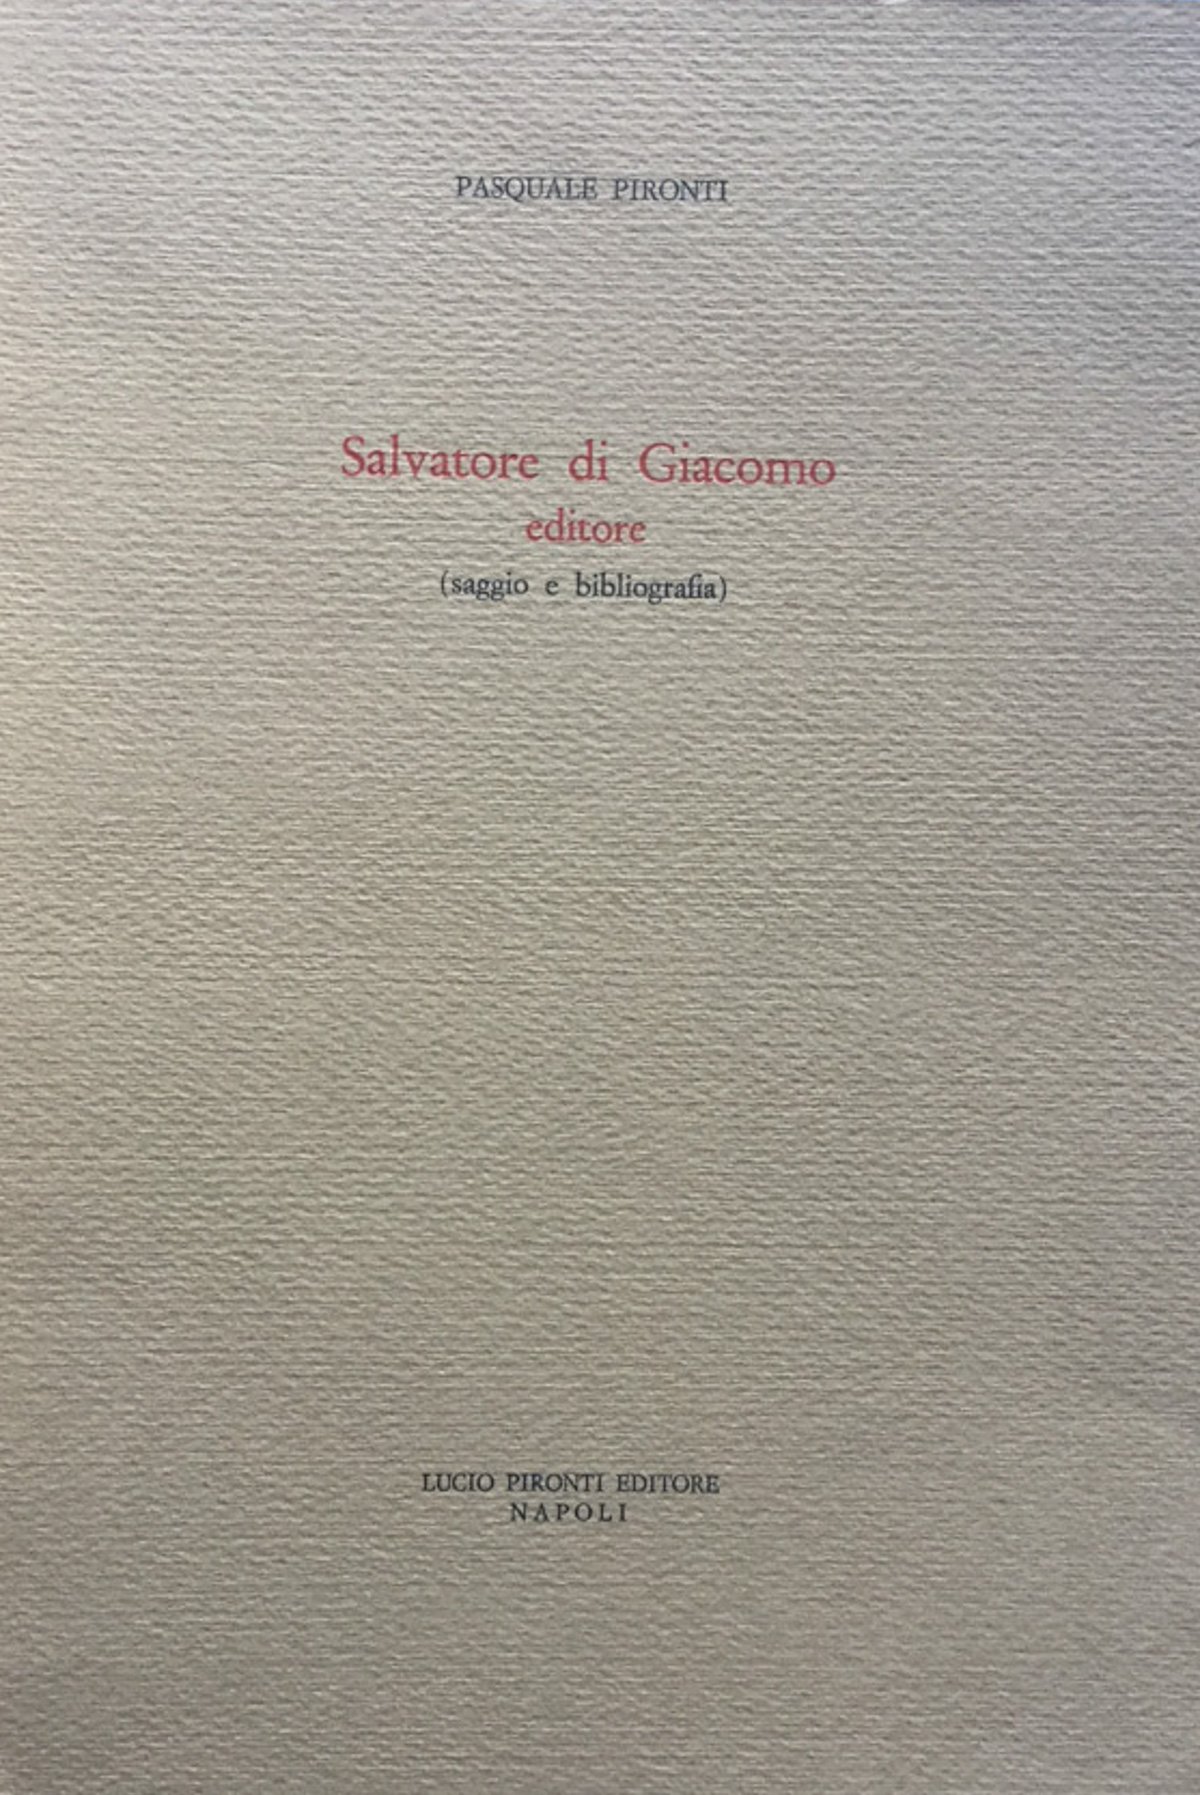 PASQUALE PIRONTI
Salvatore di Giacomo
editore
(saggio e bibliografia)
LUCIO PIRONTI EDITORE
NAPOLI